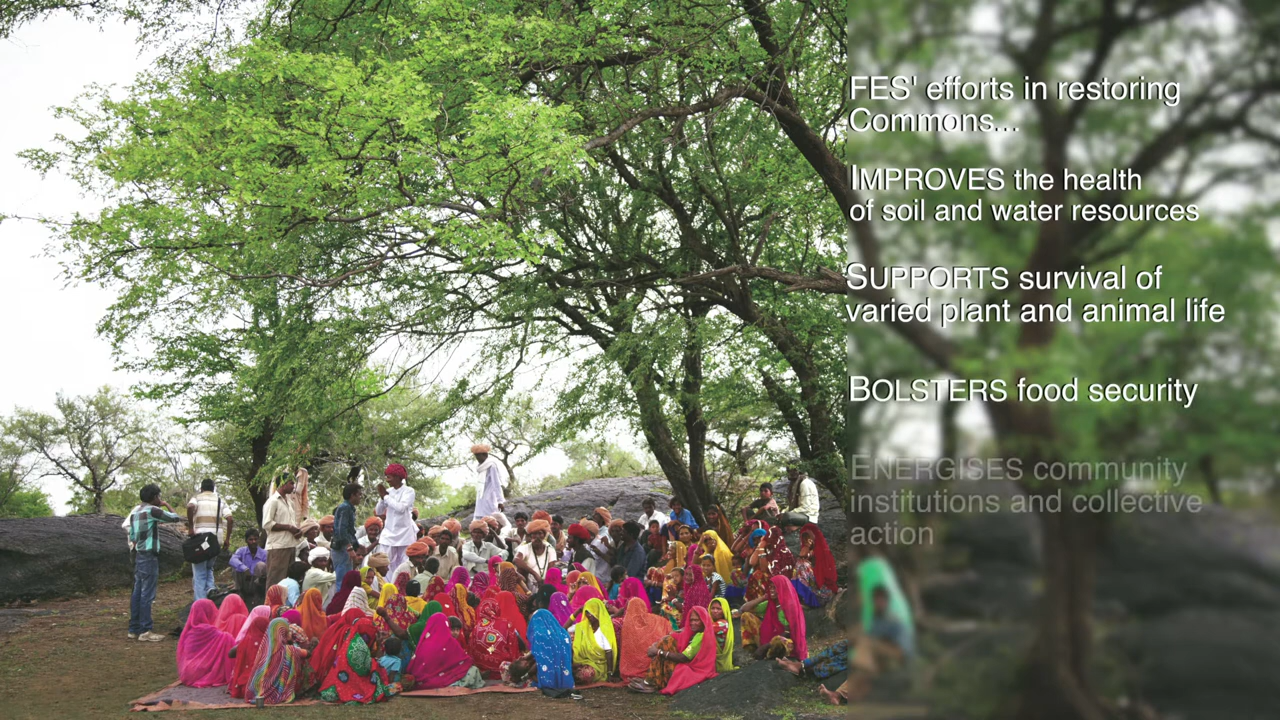 FES' efforts in restoring
Commons...
IMPROVES the health
of soil and water resources
SUPPORTS survival of
varied plant and animal life
BOLSTERS food security
ENERGISES community
institutions and collective
action